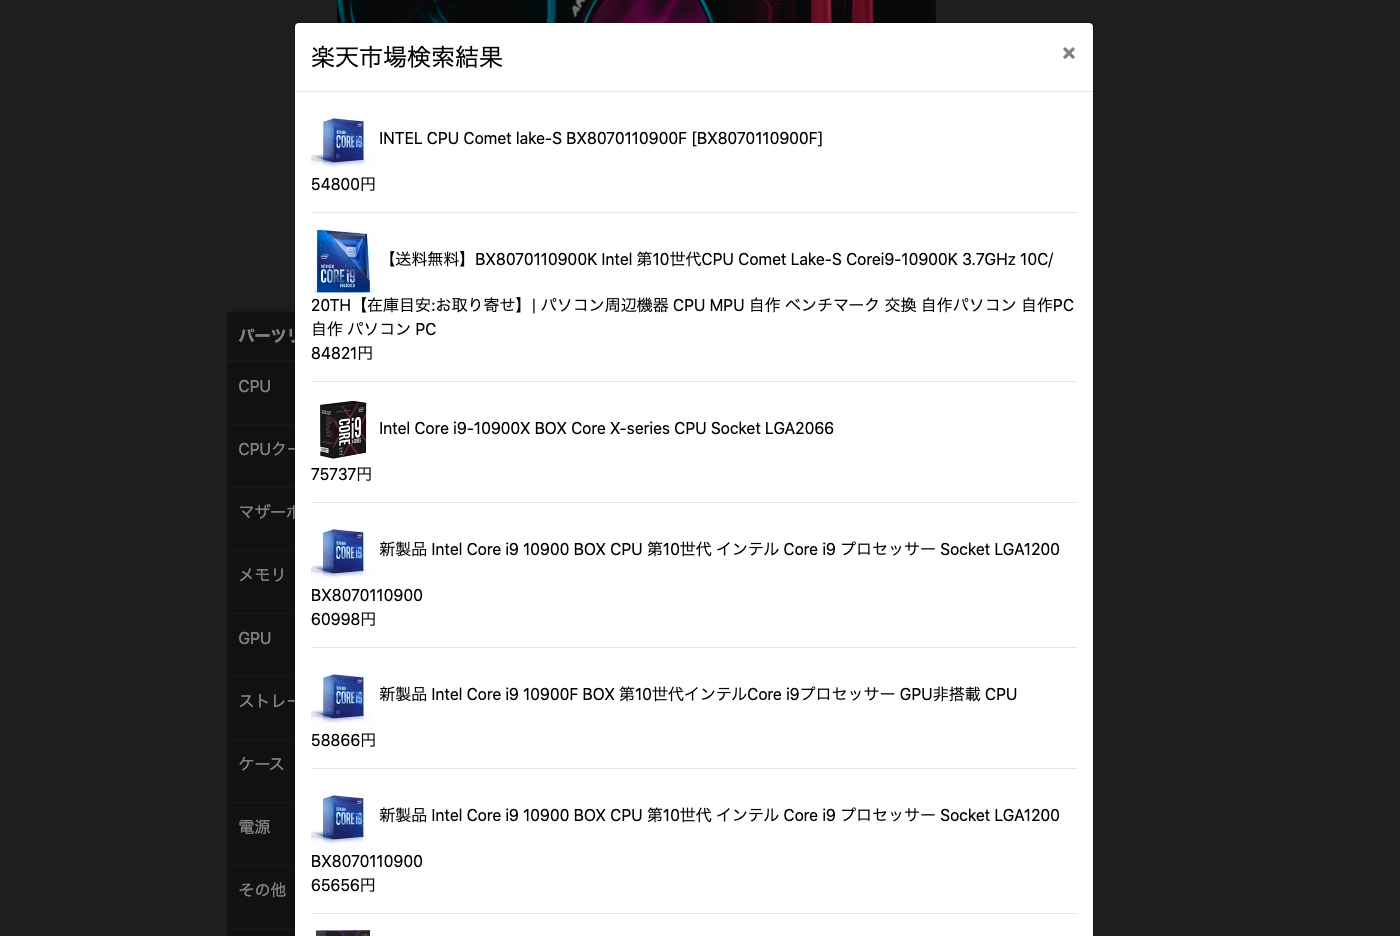 楽天市場検索結果
×
INTEL CPU Comet lake-S BX8070110900F [BX8070110900F]
54800円
【送料無料】BX8070110900K Intel 第10世代CPU Comet Lake-S Corei9-10900K 3.7GHz 10C/
20TH【在庫目安:お取り寄せ】| パソコン周辺機器 CPU MPU 自作 ベンチマーク 交換 自作パソコン 自作PC
自作 パソコン PC
84821円
Intel Core i9-10900X BOX Core X-series CPU Socket LGA2066
75737円
新製品 Intel Core i9 10900 BOX CPU 第10世代 インテル Core i9 プロセッサー Socket LGA1200
BX8070110900
60998円
新製品 Intel Core i9 10900F BOX 第10世代インテルCore i9プロセッサー GPU非搭載 CPU
58866円
新製品 Intel Core i9 10900 BOX CPU 第10世代 インテル Core i9 プロセッサー Socket LGA1200
BX8070110900
65656円
パーツリ
CPU
CPUクー
マザーボ
メモリ
GPU
ストレー
ケース
電源
その他
CORE i9
CORE i9
CORE i9
CORE i9
CORE i9
CORE i9